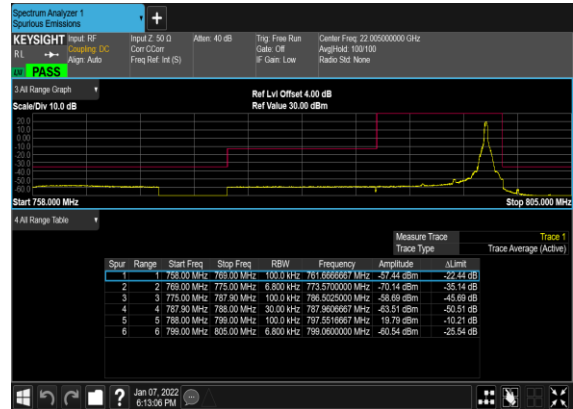 Spectrum Analyzer 1
Spurious Emissions
KEYSIGHT Input: RF Input Z: 50 Ω Atten: 40 dB Trig: Free Run Center Freq: 22.005000000 GHz
RL Coupling: DC Corr CCorr Gate: Off Avg|Hold: 100/100
Align: Auto Freq Ref: Int (S) IF Gain: Low Radio Std: None
PASS
3 All Range Graph Ref Lvl Offset 4.00 dB
Scale/Div 10.0 dB Ref Value 30.00 dBm
20.0
10.0
0.00
-10.0
-20.0
-30.0
-40.0
-50.0
-60.0
Start 758.000 MHz Stop 805.000 MHz
4 All Range Table
Measure Trace Trace 1
Trace Type Trace Average (Active)
Spur Range Start Freq Stop Freq RBW Frequency Amplitude ΔLimit
1 1 758.00 MHz 769.00 MHz 100.0 kHz 761.6666667 MHz -57.44 dBm -22.44 dB
2 2 769.00 MHz 775.00 MHz 6.800 kHz 773.5700000 MHz -70.14 dBm -35.14 dB
3 3 775.00 MHz 787.90 MHz 100.0 kHz 786.5025000 MHz -58.69 dBm -45.69 dB
4 4 787.90 MHz 788.00 MHz 30.00 kHz 787.9606667 MHz -63.51 dBm -50.51 dB
5 5 788.00 MHz 799.00 MHz 100.0 kHz 797.5516667 MHz 19.79 dBm -10.21 dB
6 6 799.00 MHz 805.00 MHz 6.800 kHz 799.0600000 MHz -60.54 dBm -25.54 dB
? Jan 07, 2022
6:13:06 PM